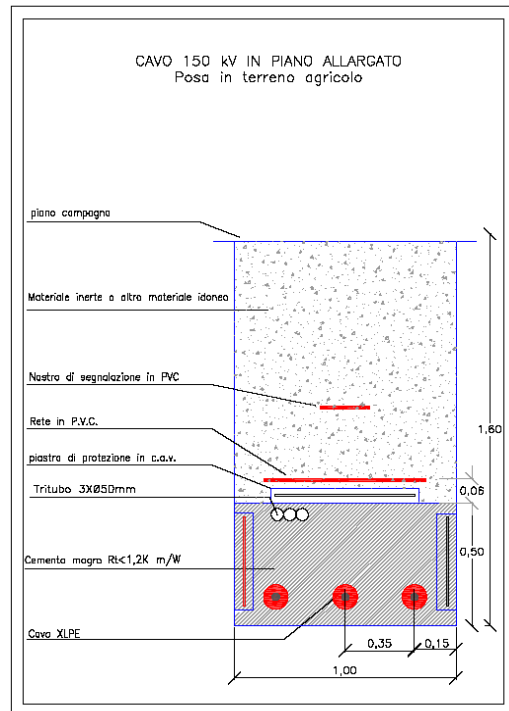 CAVO 150 kV IN PIANO ALLARGATO
Posa in terreno agricolo
piano campagna
Materiale inerte o altro materiale idoneo
Nastro di segnalazione in PVC
Rete in P.V.C.
piastra di protezione in c.a.v.
Tritubo 3XØ50mm
Cemento magro Rt<1,2K m/W
Cavo XLPE
1,60
0,06
0,50
0,35
0,15
1,00